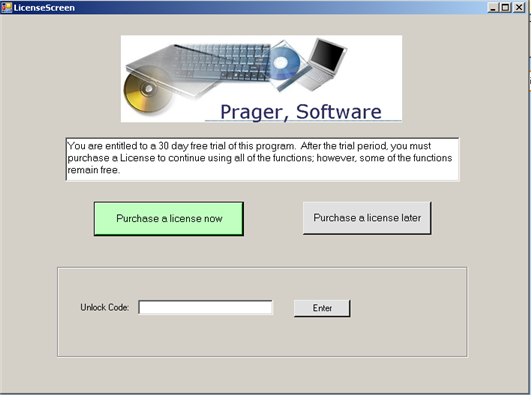 LicenseScreen
Prager, Software
You are entitled to a 30 day free trial of this program. After the trial period, you must
purchase a License to continue using all of the functions; however, some of the functions
remain free.
Purchase a license now
Purchase a license later
Unlock Code:
Enter